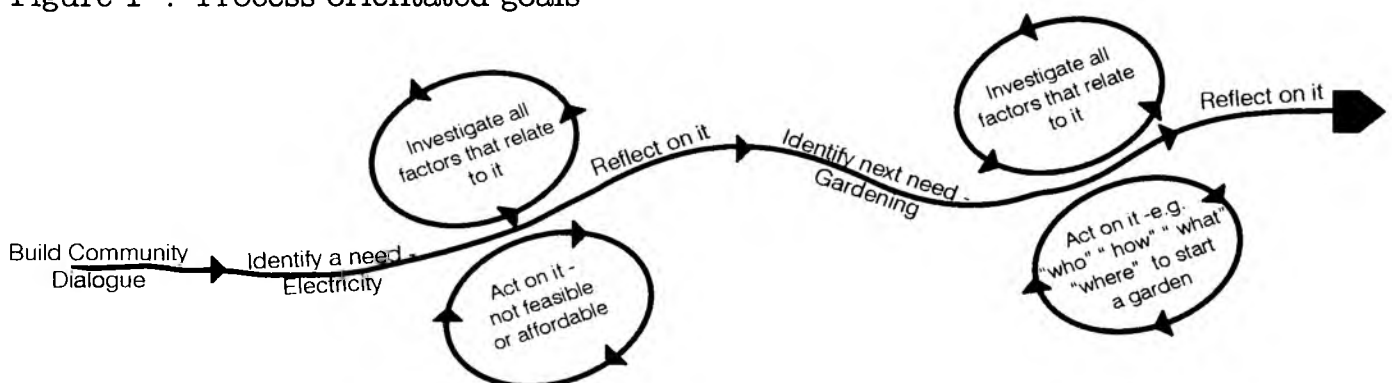 Figure 1 : Process orientated goals
Build Community
Dialogue
Identify a need -
Electricity
Investigate all
factors that relate
to it
Act on it -
not feasible
or affordable
Reflect on it
Identify next need -
Gardening
Investigate all
factors that relate
to it
Act on it -e.g.
"who" "how" "what"
"where" to start
a garden
Reflect on it